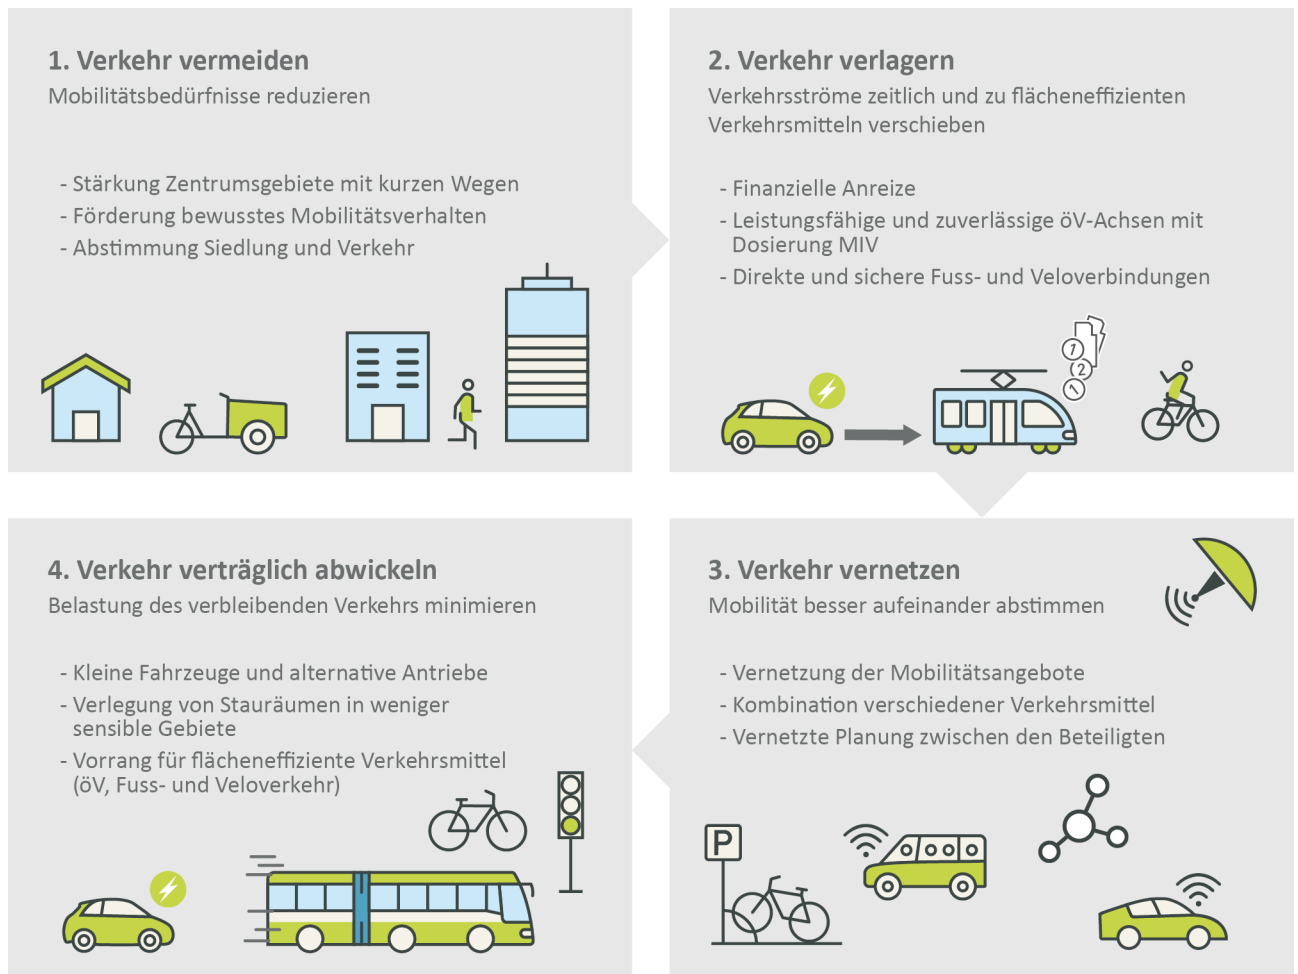 1. Verkehr vermeiden
Mobilitätsbedürfnisse reduzieren
- Stärkung Zentrumsgebiete mit kurzen Wegen
- Förderung bewusstes Mobilitätsverhalten
- Abstimmung Siedlung und Verkehr
2. Verkehr verlagern
Verkehrsströme zeitlich und zu flächeneffizienten
Verkehrsmitteln verschieben
- Finanzielle Anreize
- Leistungsfähige und zuverlässige öV-Achsen mit
Dosierung MIV
- Direkte und sichere Fuss- und Veloverbindungen
1
2
1
3. Verkehr vernetzen
Mobilität besser aufeinander abstimmen
- Vernetzung der Mobilitätsangebote
- Kombination verschiedener Verkehrsmittel
- Vernetzte Planung zwischen den Beteiligten
P
4. Verkehr verträglich abwickeln
Belastung des verbleibenden Verkehrs minimieren
- Kleine Fahrzeuge und alternative Antriebe
- Verlegung von Stauräumen in weniger
sensible Gebiete
- Vorrang für flächeneffiziente Verkehrsmittel
(öV, Fuss- und Veloverkehr)